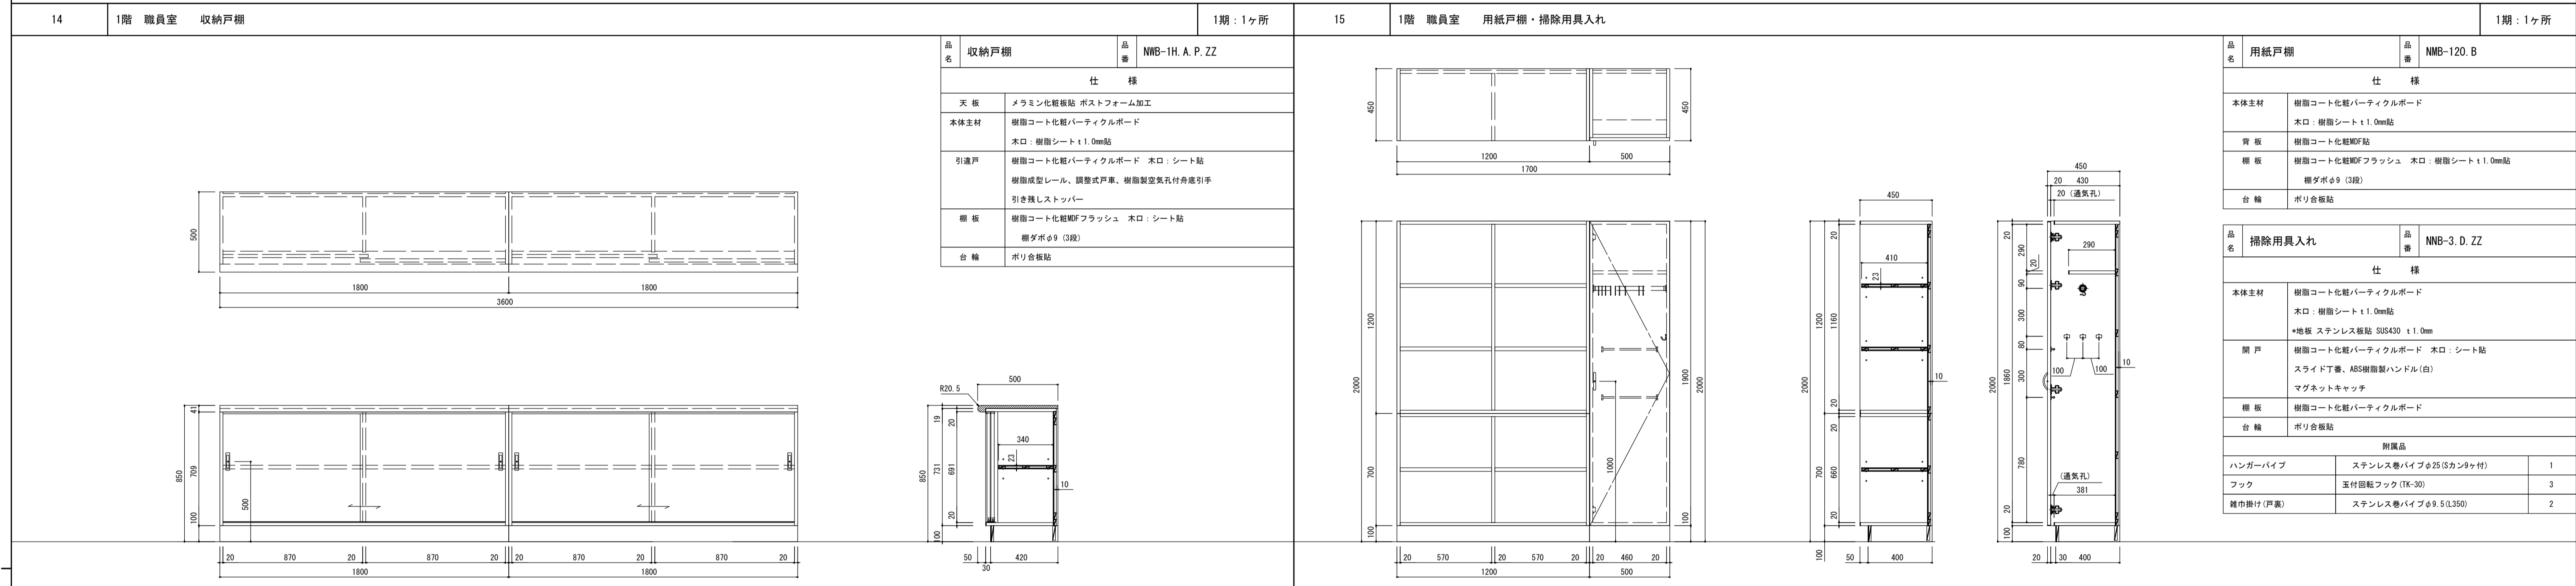 14
1階　職員室　　収納戸棚
1期：1ヶ所
品名　収納戸棚　品番　NWB-1H.A.P.ZZ
仕　様
天 板　メラミン化粧板貼 ポストフォーム加工
本体主材　樹脂コート化粧パーティクルボード
木口：樹脂シートｔ1.0mm貼
引違戸　樹脂コート化粧パーティクルボード　木口：シート貼
樹脂成型レール、調整式戸車、樹脂製空気孔付舟底引手
引き残しストッパー
棚 板　樹脂コート化粧MDFフラッシュ　木口：シート貼
棚ダボφ9 (3段)
台 輪　ポリ合板貼
500
1800　1800
3600
850
41
709
100
500
20　870　20　870　20　20　870　20　870　20
1800　1800
R20.5
500
850
19
731
100
20
691
20
340
23
10
50　30　420
15
1階　職員室　　用紙戸棚・掃除用具入れ
1期：1ヶ所
品名　用紙戸棚　品番　NMB-120.B
仕　様
本体主材　樹脂コート化粧パーティクルボード
木口：樹脂シートｔ1.0mm貼
背 板　樹脂コート化粧MDF貼
棚 板　樹脂コート化粧MDFフラッシュ　木口：樹脂シートｔ1.0mm貼
棚ダボφ9 (3段)
台 輪　ポリ合板貼
品名　掃除用具入れ　品番　NNB-3.D.ZZ
仕　様
本体主材　樹脂コート化粧パーティクルボード
木口：樹脂シートｔ1.0mm貼
*地板 ステンレス板貼 SUS430　ｔ1.0mm
開 戸　樹脂コート化粧パーティクルボード　木口：シート貼
スライド丁番、ABS樹脂製ハンドル(白)
マグネットキャッチ
棚 板　樹脂コート化粧パーティクルボード
台 輪　ポリ合板貼
附属品
ハンガーパイプ　ステンレス巻パイプφ25(Sカン9ヶ付)　1
フック　玉付回転フック(TK-30)　3
雑巾掛け(戸裏)　ステンレス巻パイプφ9.5(L350)　2
450
450
1200　500
1700
2000
1200
700
100
1000
1900
100
2000
20　570　20　570　20　20　460　20
1200　500
450
2000
1200
700
100
20
1160
20
20
660
20
410
23
10
50　400
450
20　430
20 (通気孔)
2000
20
1860
20
100
290
20
90
300
80
300
780
290
100　100
10
(通気孔)
381
20　30　400